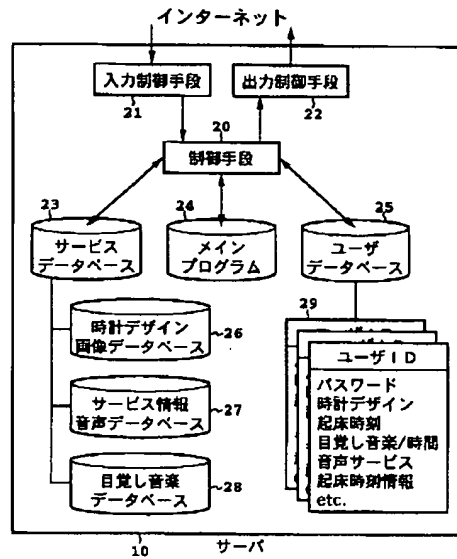 インターネット
入力制御手段
21
出力制御手段
22
20
制御手段
23
サービス
データベース
24
メイン
プログラム
25
ユーザ
データベース
時計デザイン
画像データベース
26
サービス情報
音声データベース
27
目覚し音楽
データベース
28
29
ユーザID
パスワード
時計デザイン
起床時刻
目覚し音楽/時間
音声サービス
起床時刻情報
etc.
10
サーバ